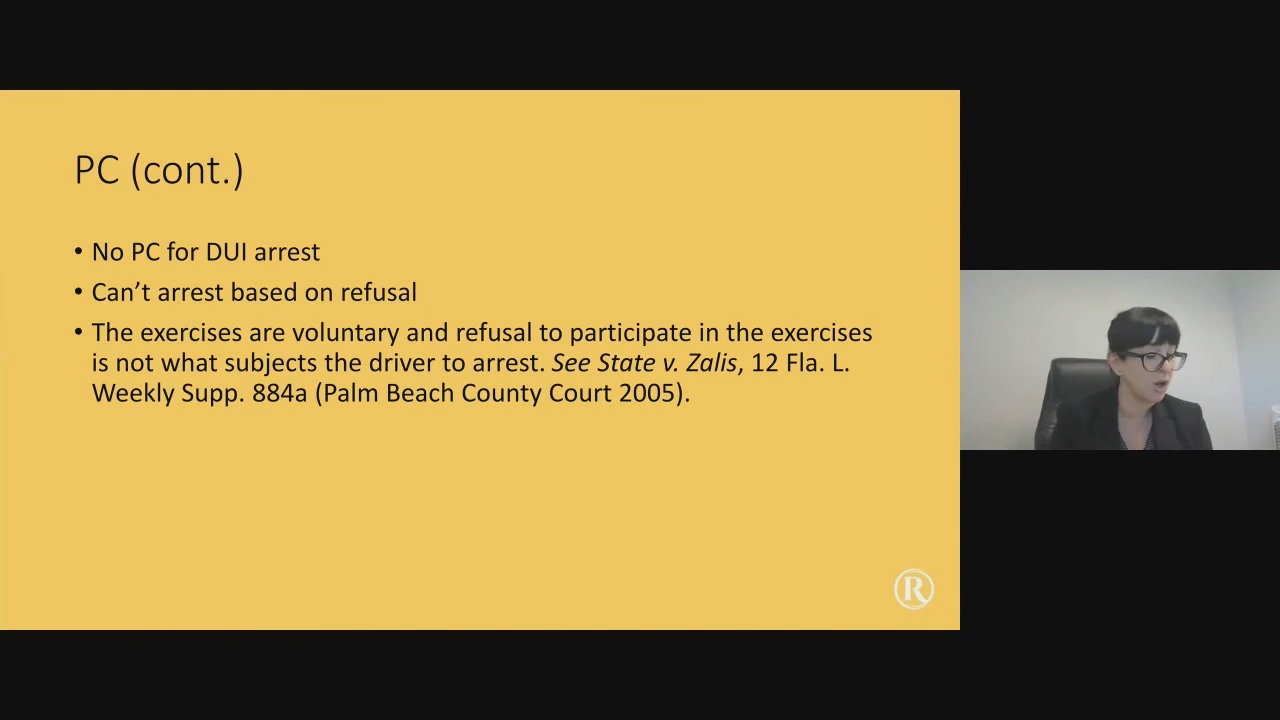 PC (cont.)
• No PC for DUI arrest
• Can’t arrest based on refusal
• The exercises are voluntary and refusal to participate in the exercises
is not what subjects the driver to arrest. See State v. Zalis, 12 Fla. L.
Weekly Supp. 884a (Palm Beach County Court 2005).
R